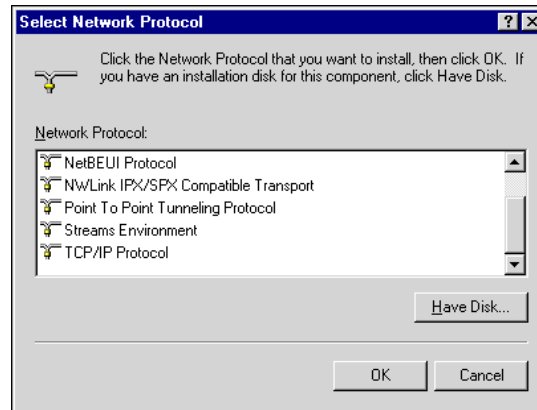 Select Network Protocol
Click the Network Protocol that you want to install, then click OK. If
you have an installation disk for this component, click Have Disk.
Network Protocol:
NetBEUI Protocol
NWLink IPX/SPX Compatible Transport
Point To Point Tunneling Protocol
Streams Environment
TCP/IP Protocol
Have Disk...
OK
Cancel